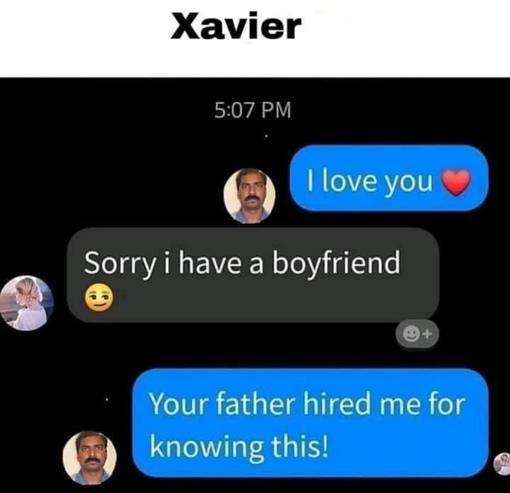 Xavier
5:07 PM
I love you ❤️
Sorry i have a boyfriend
😏
Your father hired me for
knowing this!